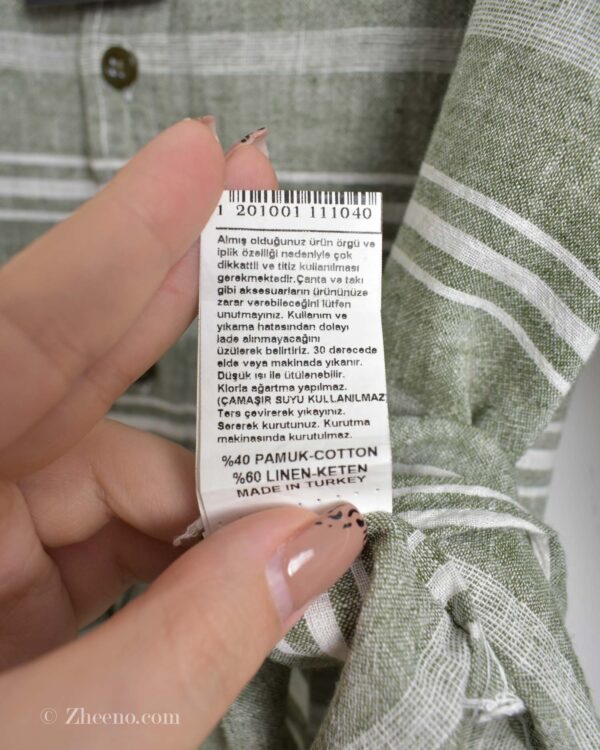 1 201001 111040
Almış olduğunuz ürün örgü ve
iplik özelliği nedeniyle çok
dikkatli ve titiz kullanılması
gerekmektedir.Çanta ve takı
gibi aksesuarların ürününüze
zarar verebileceğini lütfen
unutmayınız. Kullanım ve
yıkama hatasından dolayı
iade alınmayacağını
üzülerek belirtiriz. 30 derecede
elde veya makinada yıkanır.
Düşük ısı ile ütülenebilir.
Klorla ağartma yapılmaz.
(ÇAMAŞIR SUYU KULLANILMAZ
Ters çevirerek yıkayınız.
Sererek kurutunuz. Kurutma
makinasında kurutulmaz.
%40 PAMUK-COTTON
%60 LINEN-KETEN
MADE IN TURKEY
© Zheeno.com